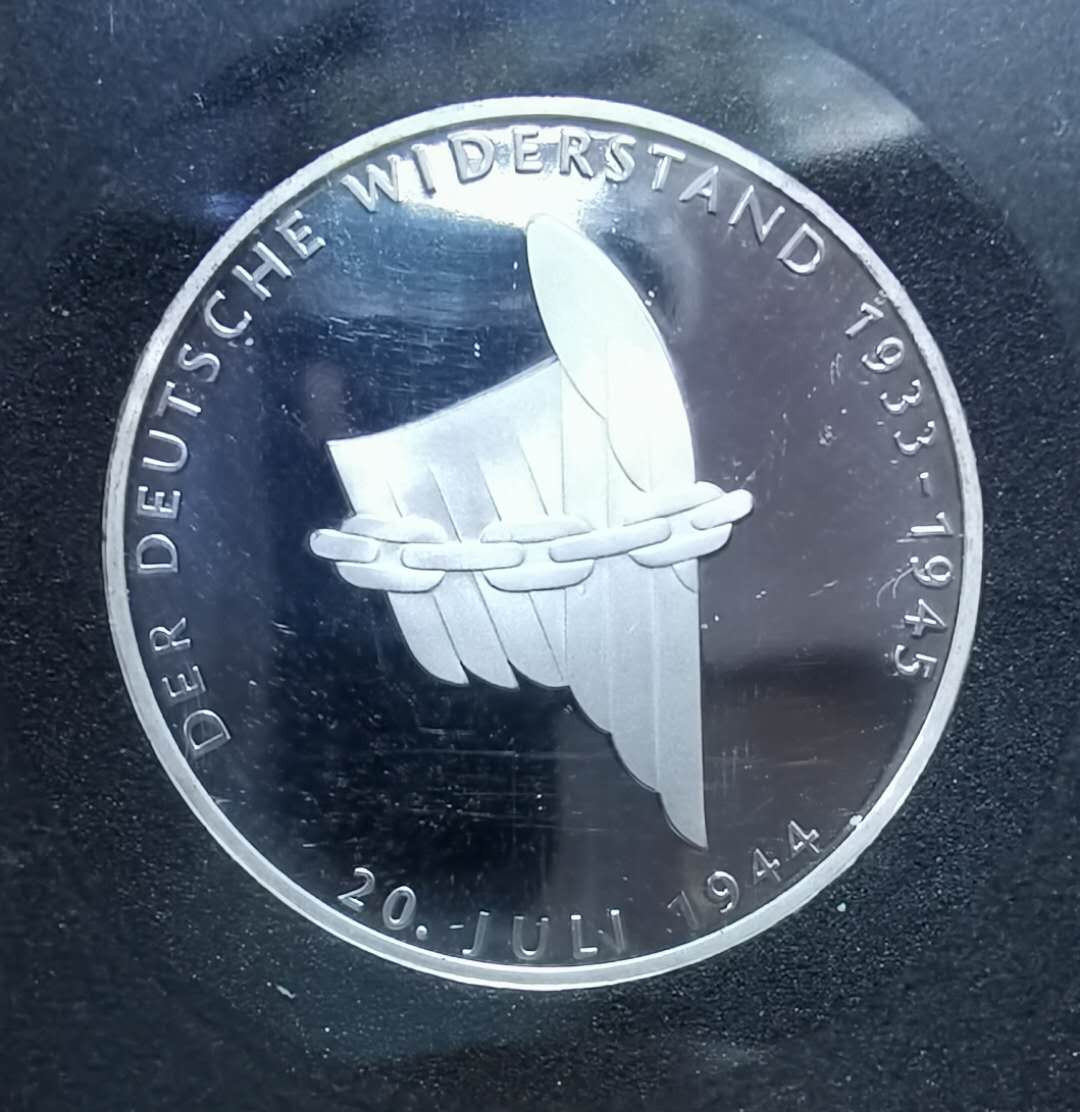 DER DEUTSCHE WIDERSTAND 1933-1945
20. JULI 1944